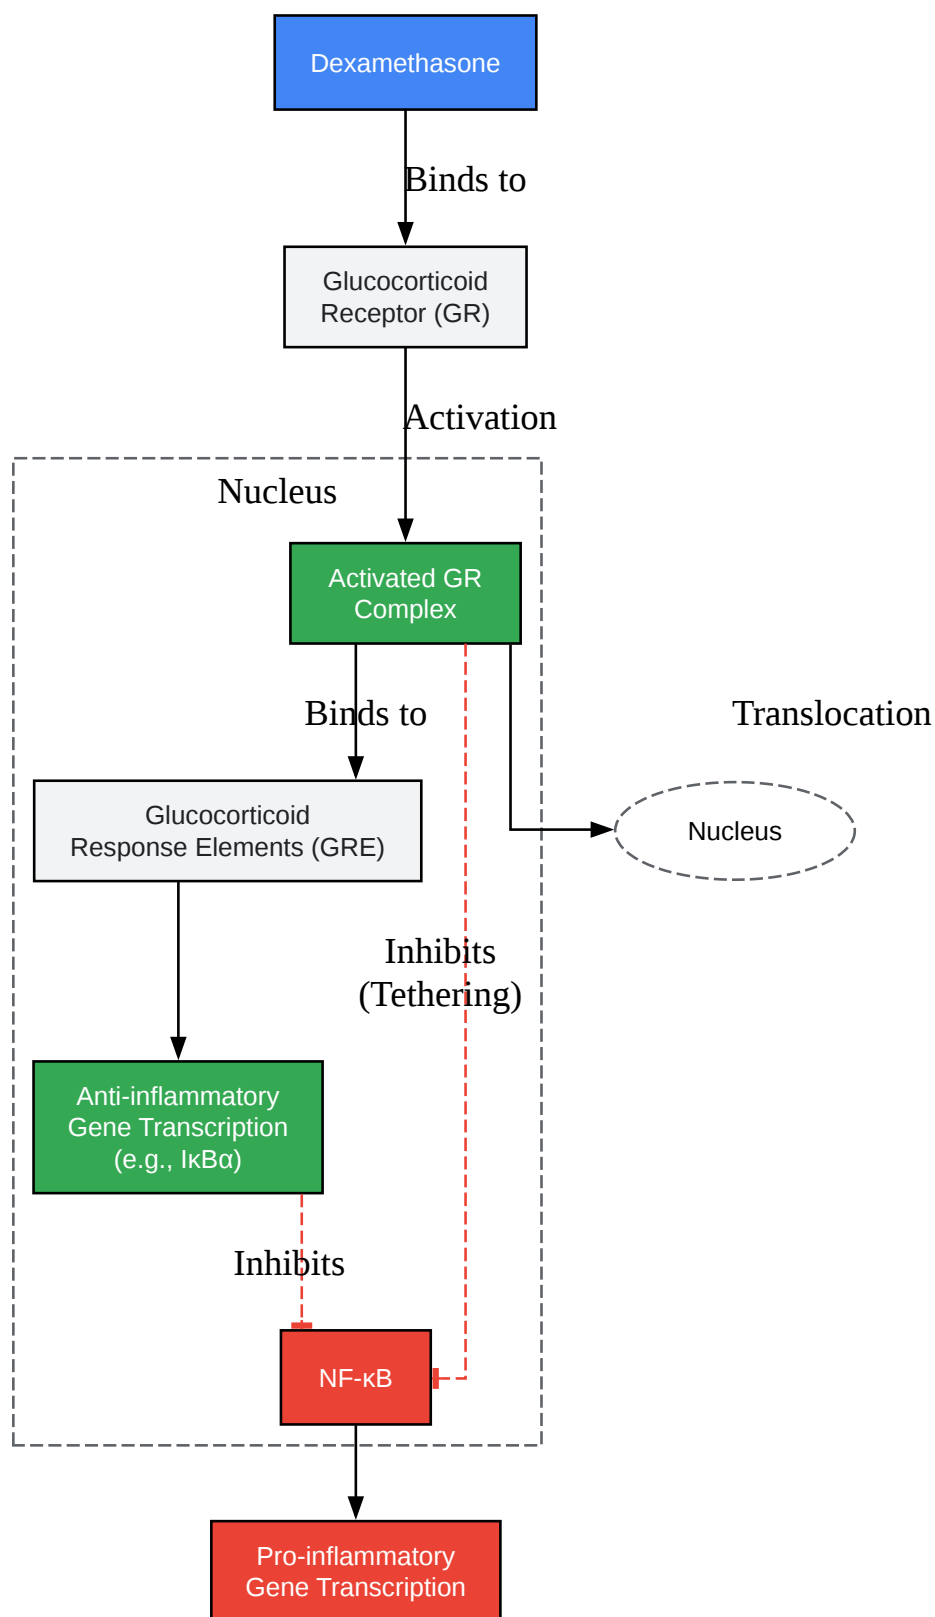 Dexamethasone
Binds to
Glucocorticoid
Receptor (GR)
Activation
Nucleus
Activated GR
Complex
Binds to
Translocation
Glucocorticoid
Response Elements (GRE)
Nucleus
Inhibits
(Tethering)
Anti-inflammatory
Gene Transcription
(e.g., IκBα)
Inhibits
NF-κB
Pro-inflammatory
Gene Transcription